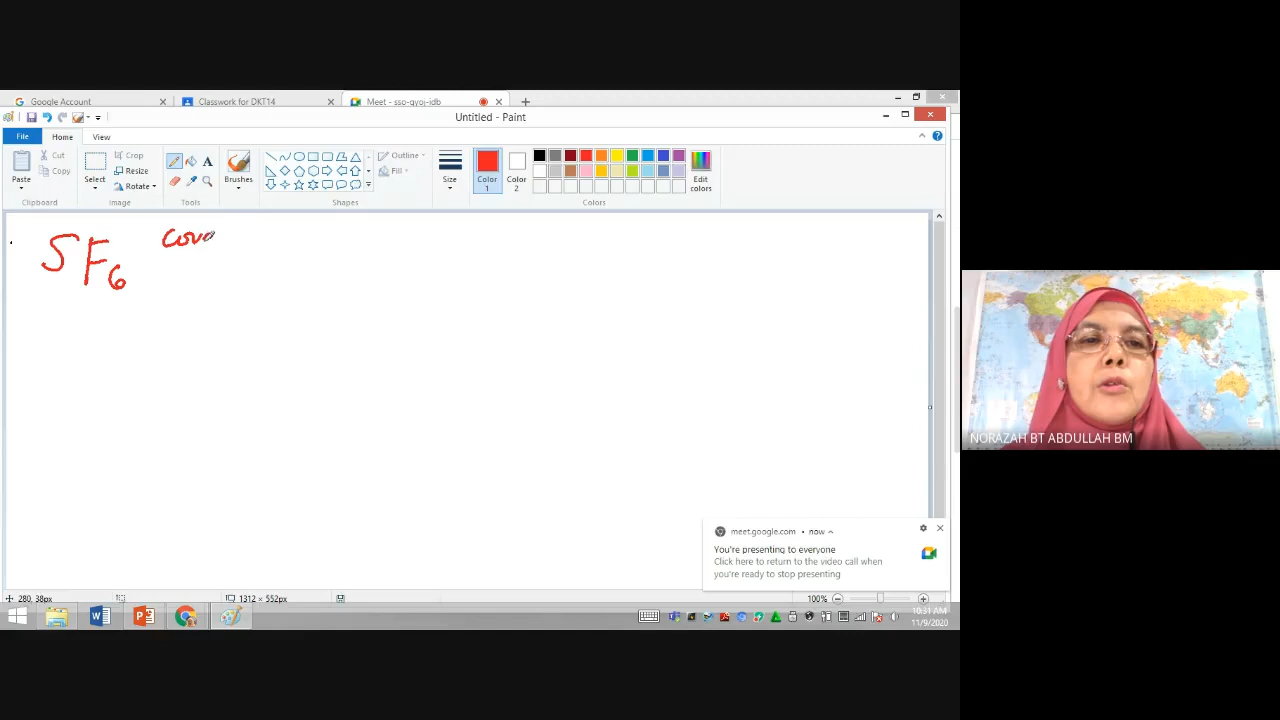 Google Account
Classwork for DKT14
Meet - sso-gyoj-idb
Untitled - Paint
File Home View
Paste
Cut
Copy
Clipboard
Select
Crop
Resize
Rotate
Image
Tools
Brushes
Shapes
Outline
Fill
Size
Color 1
Color 2
Edit colors
Colors
SF6 cova
NORAZAH BT ABDULLAH BM
meet.google.com • now
You're presenting to everyone
Click here to return to the video call when
you're ready to stop presenting
280, 38px
1312 × 552px
100%
10:31 AM
11/9/2020